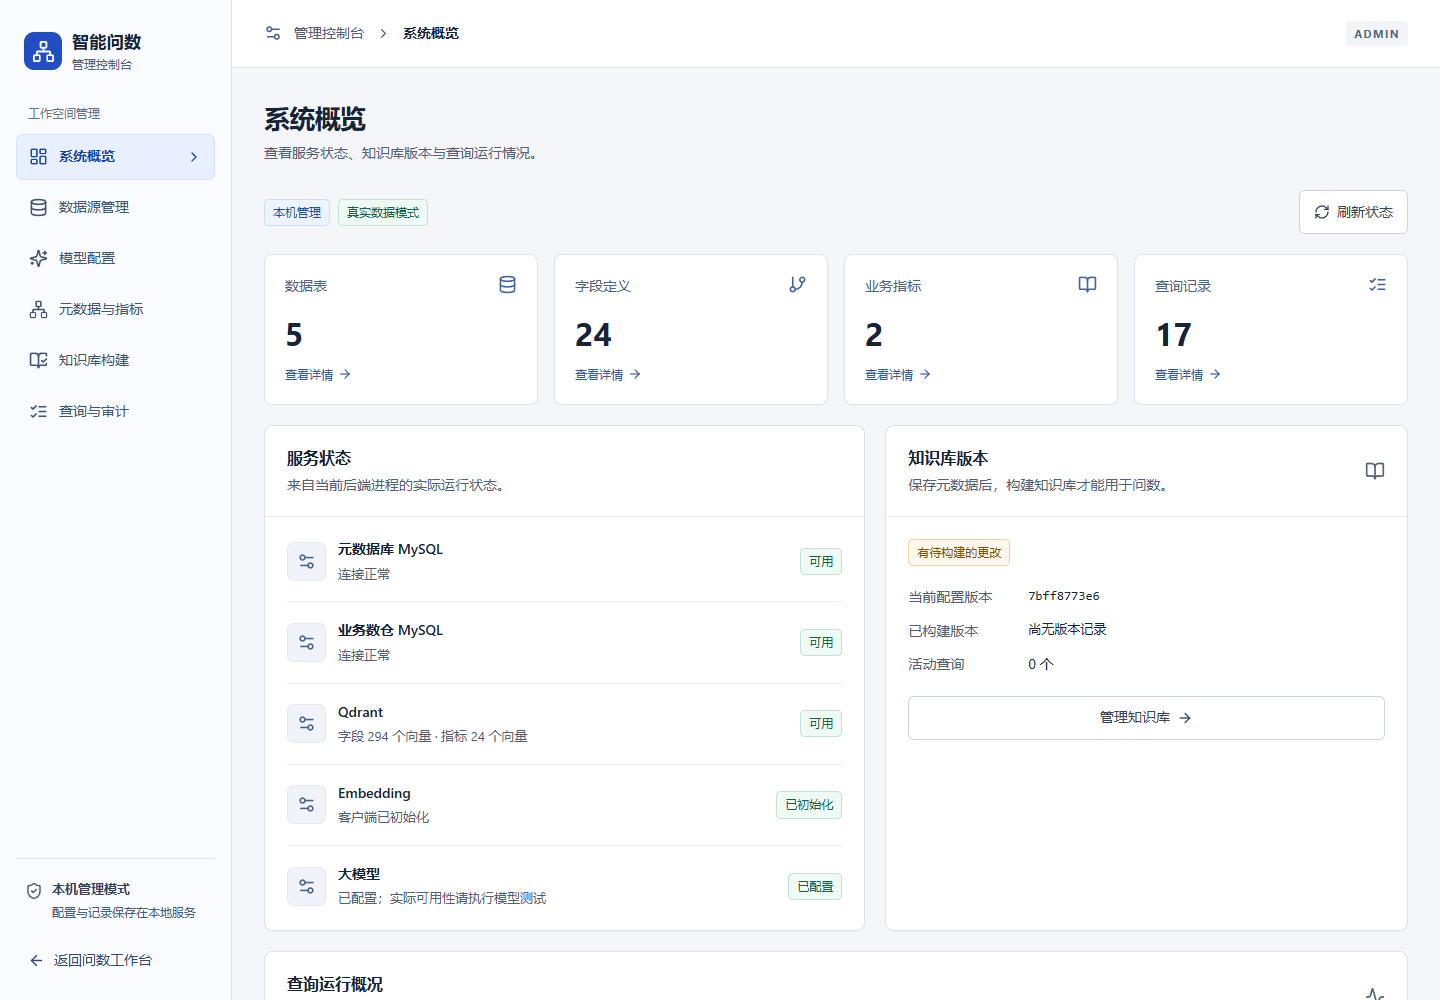 智能问数
管理控制台
工作空间管理
系统概览
数据源管理
模型配置
元数据与指标
知识库构建
查询与审计
本机管理模式
配置与记录保存在本地服务
返回问数工作台
管理控制台 > 系统概览
ADMIN
系统概览
查看服务状态、知识库版本与查询运行情况。
本机管理 真实数据模式
刷新状态
数据表
5
查看详情 →
字段定义
24
查看详情 →
业务指标
2
查看详情 →
查询记录
17
查看详情 →
服务状态
来自当前后端进程的实际运行状态。
元数据库 MySQL
连接正常
可用
业务数仓 MySQL
连接正常
可用
Qdrant
字段 294 个向量 · 指标 24 个向量
可用
Embedding
客户端已初始化
已初始化
大模型
已配置；实际可用性请执行模型测试
已配置
知识库版本
保存元数据后，构建知识库才能用于问数。
有待构建的更改
当前配置版本 7bff8773e6
已构建版本 尚无版本记录
活动查询 0 个
管理知识库 →
查询运行概况